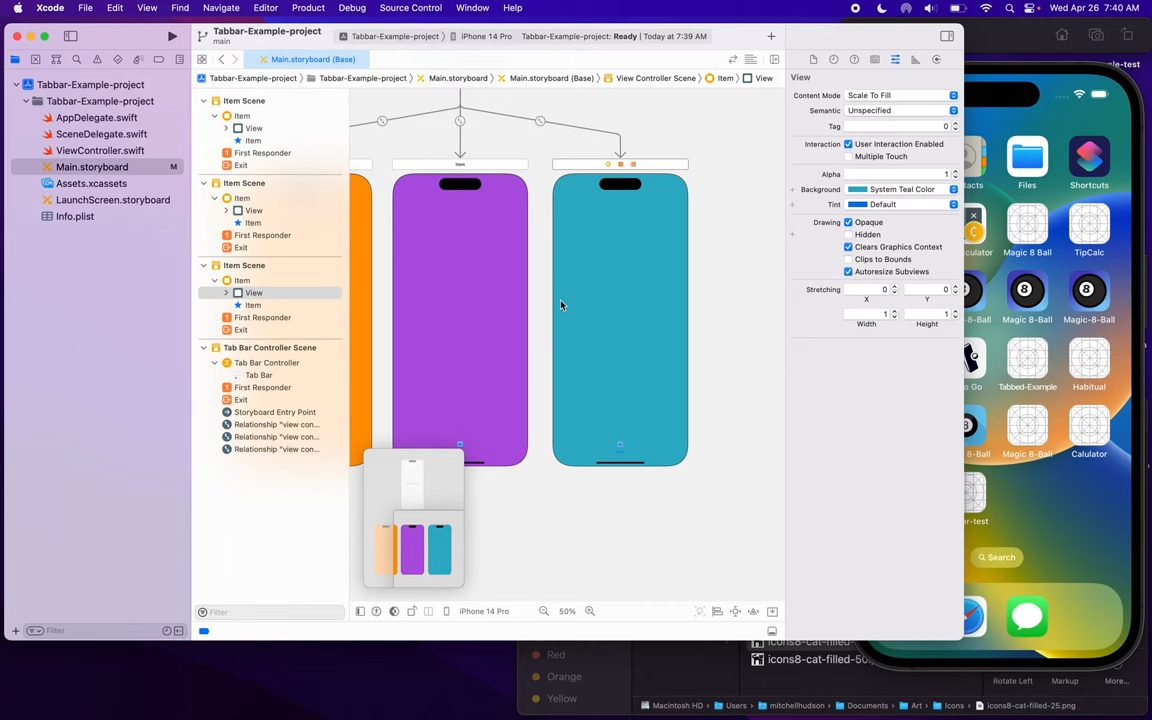 Xcode File Edit View Find Navigate Editor Product Debug Source Control Window Help
Wed Apr 26 7:40 AM
Tabbar-Example-project
main
Tabbar-Example-project
iPhone 14 Pro
Tabbar-Example-project: Ready | Today at 7:39 AM
Main.storyboard (Base)
Tabbar-Example-project
Tabbar-Example-project
Main.storyboard
Main.storyboard (Base)
View Controller Scene
Item
View
Tabbar-Example-project
Tabbar-Example-project
AppDelegate.swift
SceneDelegate.swift
ViewController.swift
Main.storyboard M
Assets.xcassets
LaunchScreen.storyboard
Info.plist
Filter
Item Scene
Item
View
Item
First Responder
Exit
Item Scene
Item
View
Item
First Responder
Exit
Item Scene
Item
View
Item
First Responder
Exit
Tab Bar Controller Scene
Tab Bar Controller
Tab Bar
First Responder
Exit
Storyboard Entry Point
Relationship "view con...
Relationship "view con...
Relationship "view con...
Filter
Item
iPhone 14 Pro
50%
View
Content Mode Scale To Fill
Semantic Unspecified
Tag 0
Interaction User Interaction Enabled
Multiple Touch
Alpha 1
Background System Teal Color
Tint Default
Drawing Opaque
Hidden
Clears Graphics Context
Clips to Bounds
Autoresize Subviews
Stretching 0 0
X Y
1 1
Width Height
-test
Files
Shortcuts
Magic 8 Ball
TipCalc
Magic 8-Ball
Magic-8-Ball
Tabbed-Example
Habitual
Magic 8-Ball
Calulator
Search
Red
Orange
Yellow
icons8-cat-filled-50
Rotate Left
Markup
More...
Macintosh HD
Users
mitchellhudson
Documents
Art
Icons
icons8-cat-filled-25.png